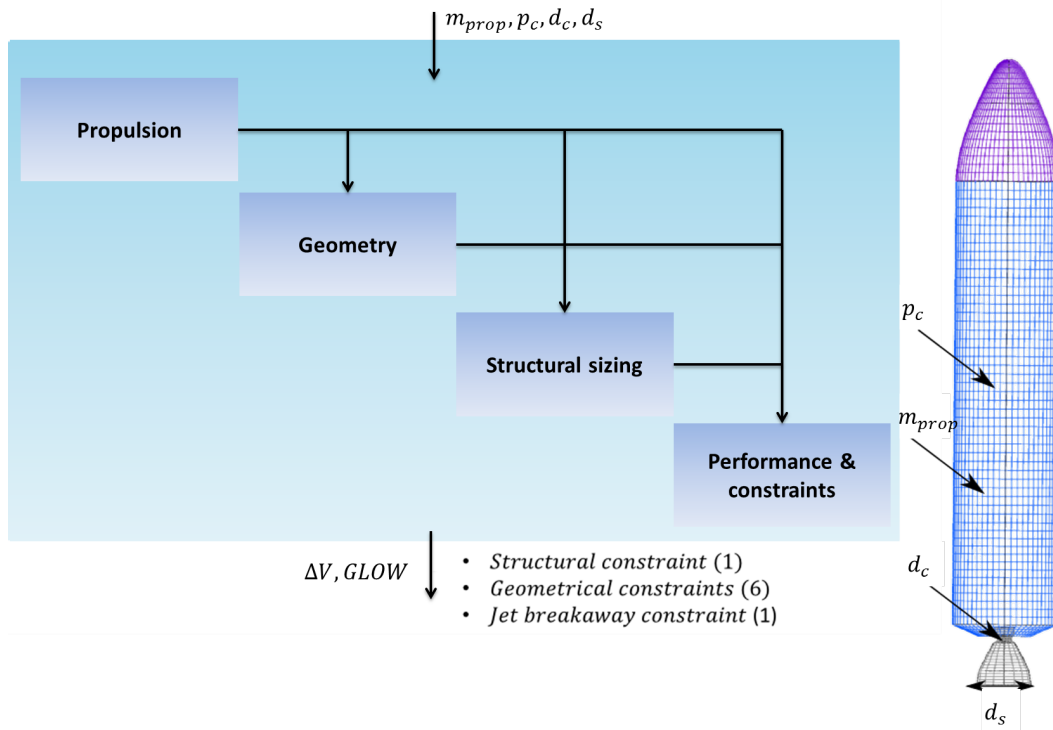 m_prop, p_c, d_c, d_s
Propulsion
Geometry
Structural sizing
Performance &
constraints
ΔV, GLOW
• Structural constraint (1)
• Geometrical constraints (6)
• Jet breakaway constraint (1)
p_c
m_prop
d_c
d_s